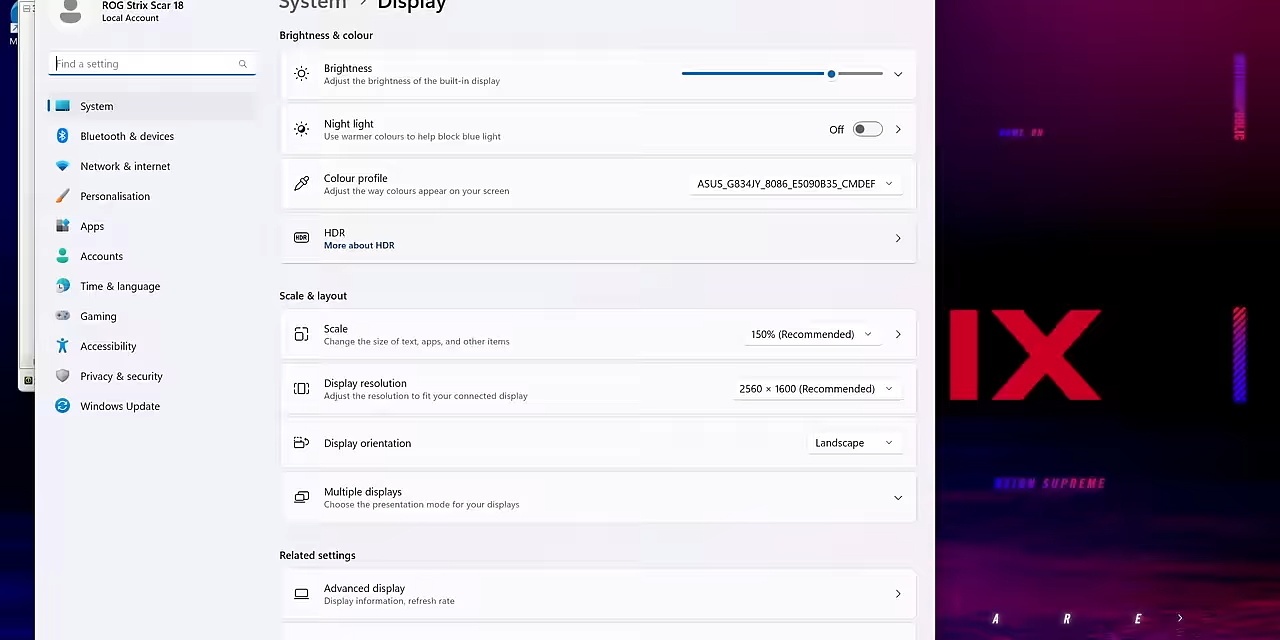 ROG Strix Scar 18
Local Account
Find a setting
System
Bluetooth & devices
Network & internet
Personalisation
Apps
Accounts
Time & language
Gaming
Accessibility
Privacy & security
Windows Update
System > Display
Brightness & colour
Brightness
Adjust the brightness of the built-in display
Night light
Use warmer colours to help block blue light
Off
Colour profile
Adjust the way colours appear on your screen
ASUS_G834JY_8086_E5090B35_CMDEF
HDR
HDR
More about HDR
Scale & layout
Scale
Change the size of text, apps, and other items
150% (Recommended)
Display resolution
Adjust the resolution to fit your connected display
2560 × 1600 (Recommended)
Display orientation
Landscape
Multiple displays
Choose the presentation mode for your displays
Related settings
Advanced display
Display information, refresh rate
IX
SUPREME
A R E